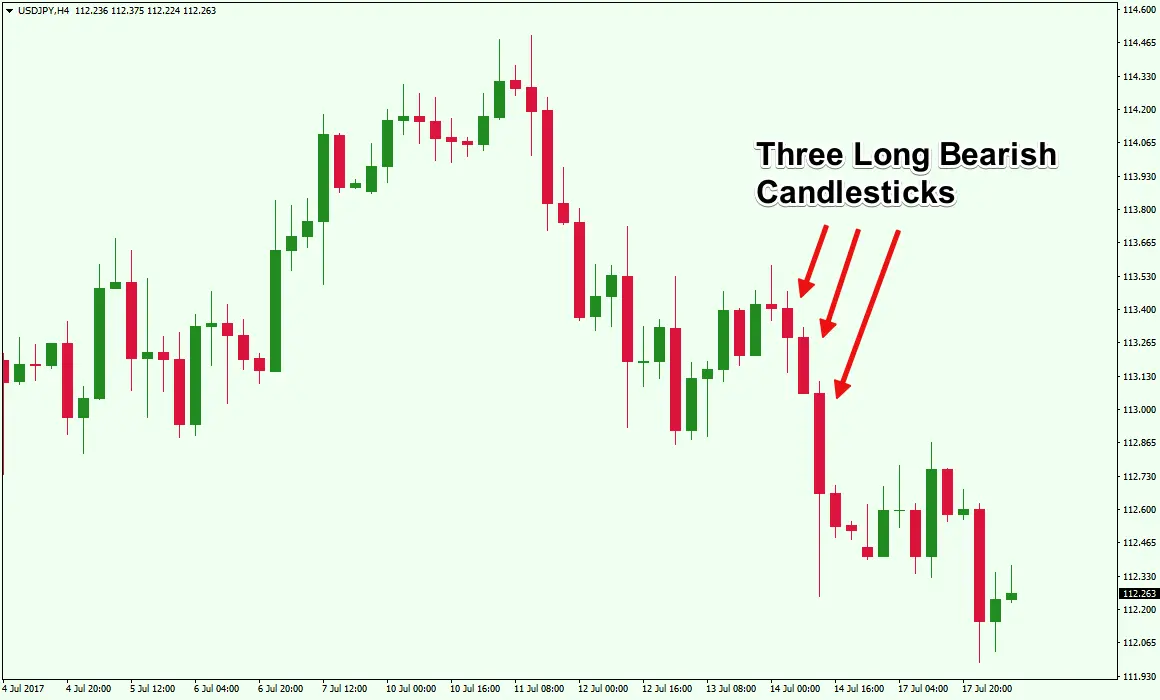 USDJPY,H4 112.236 112.375 112.224 112.263
Three Long Bearish
Candlesticks
114.600
114.465
114.330
114.200
114.065
113.930
113.800
113.665
113.530
113.400
113.265
113.130
113.000
112.865
112.730
112.600
112.465
112.330
112.263
112.200
112.065
111.930
4 Jul 2017
4 Jul 20:00
5 Jul 12:00
6 Jul 04:00
6 Jul 20:00
7 Jul 12:00
10 Jul 00:00
10 Jul 16:00
11 Jul 08:00
12 Jul 00:00
12 Jul 16:00
13 Jul 08:00
14 Jul 00:00
14 Jul 16:00
17 Jul 04:00
17 Jul 20:00